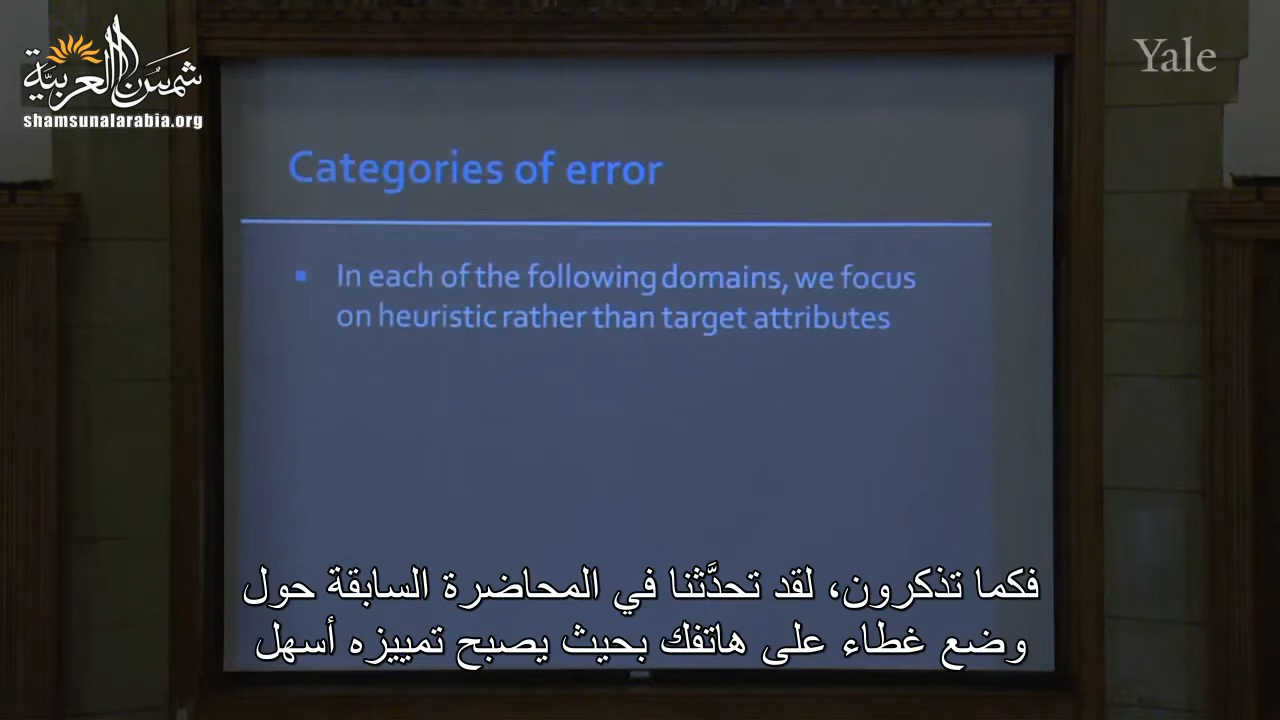 شمسُ العربيّة
shamsunalarabia.org
Yale
Categories of error
In each of the following domains, we focus
on heuristic rather than target attributes
فكما تذكرون، لقد تحدَّثنا في المحاضرة السابقة حول
وضع غطاء على هاتفك بحيث يصبح تمييزه أسهل